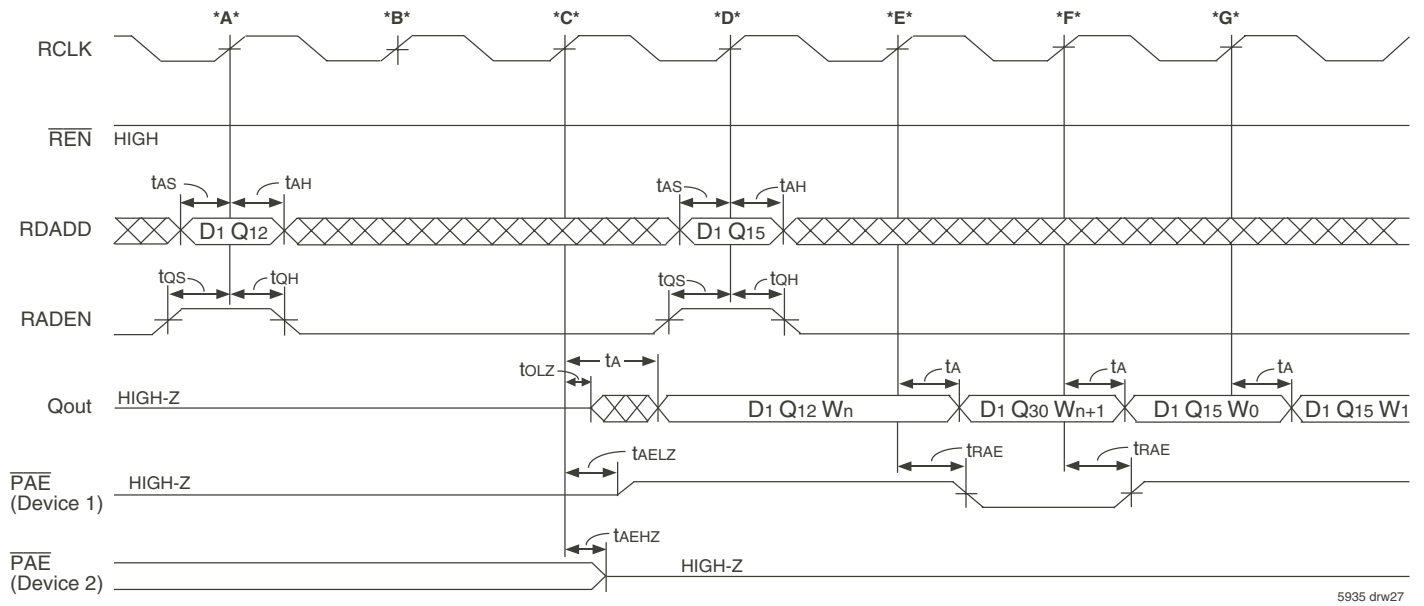 *A* *B* *C* *D* *E* *F* *G*
RCLK
REN HIGH
tAS tAH tAS tAH
RDADD D1 Q12 D1 Q15
tQS tQH tQS tQH
RADEN
tA
tOLZ tA tA tA
Qout HIGH-Z D1 Q12 Wn D1 Q30 Wn+1 D1 Q15 W0 D1 Q15 W1
tAELZ tRAE tRAE
PAE HIGH-Z
(Device 1)
tAEHZ
PAE HIGH-Z
(Device 2)
5935 drw27